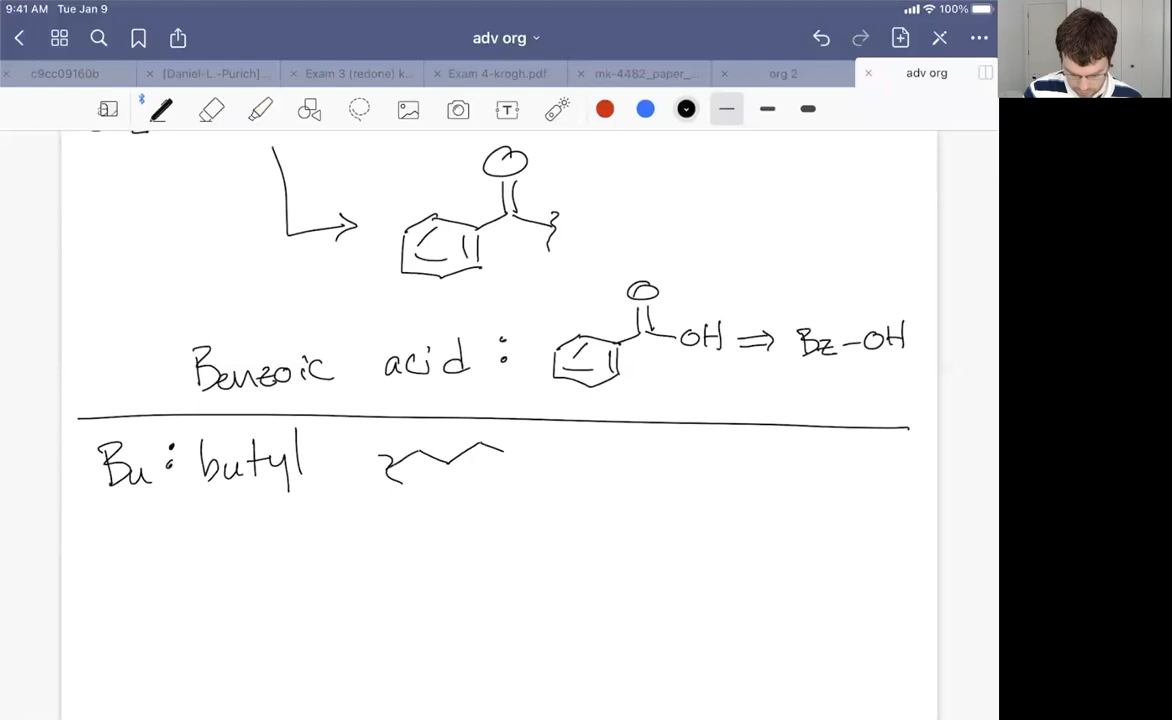 9:41 AM Tue Jan 9
100%
adv org
c9cc09160b
[Daniel-L.-Purich]...
Exam 3 (redone) k...
Exam 4-krogh.pdf
mk-4482_paper_...
org 2
adv org
T
O
Benzoic acid : O OH ⇒ Bz-OH
Bu : butyl